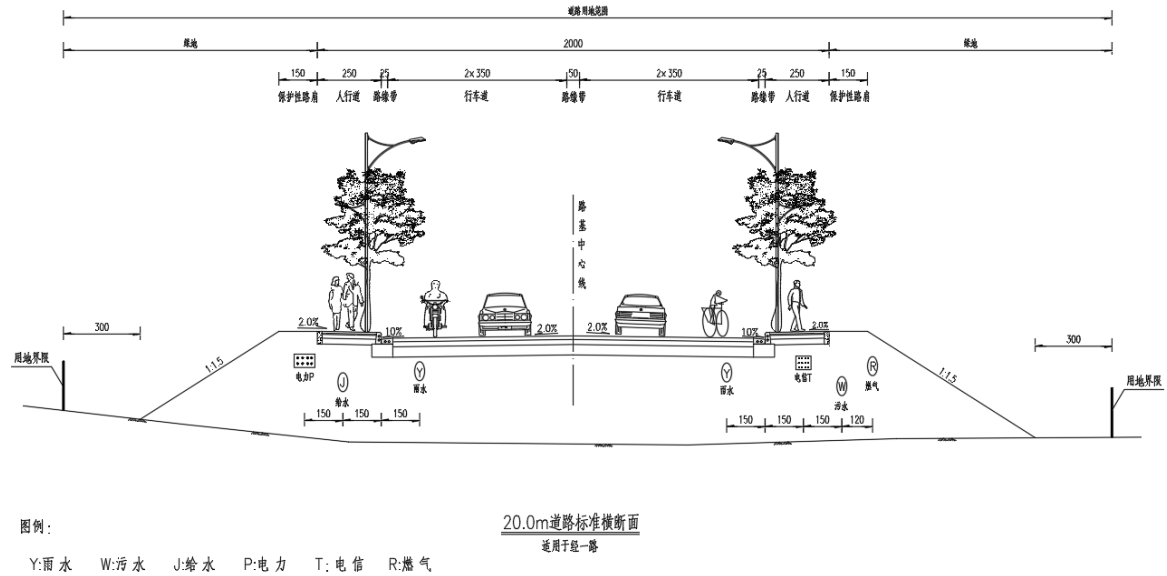 道路用地范围
绿地 2000 绿地
150 250 25 2×350 50 2×350 25 250 150
保护性路肩 人行道 路缘带 行车道 路缘带 行车道 路缘带 人行道 保护性路肩
路基中心线
300 2.0% 10% 2.0% 2.0% 10% 2.0% 300
用地界限 1:1.5 1:1.5 用地界限
电力P J 给水 Y 雨水 Y 雨水 电信T W 污水 R 燃气
150 150 150 150 150 150 120
图例:
20.0m道路标准横断面
适用于经一路
Y:雨水 W:污水 J:给水 P:电力 T:电信 R:燃气